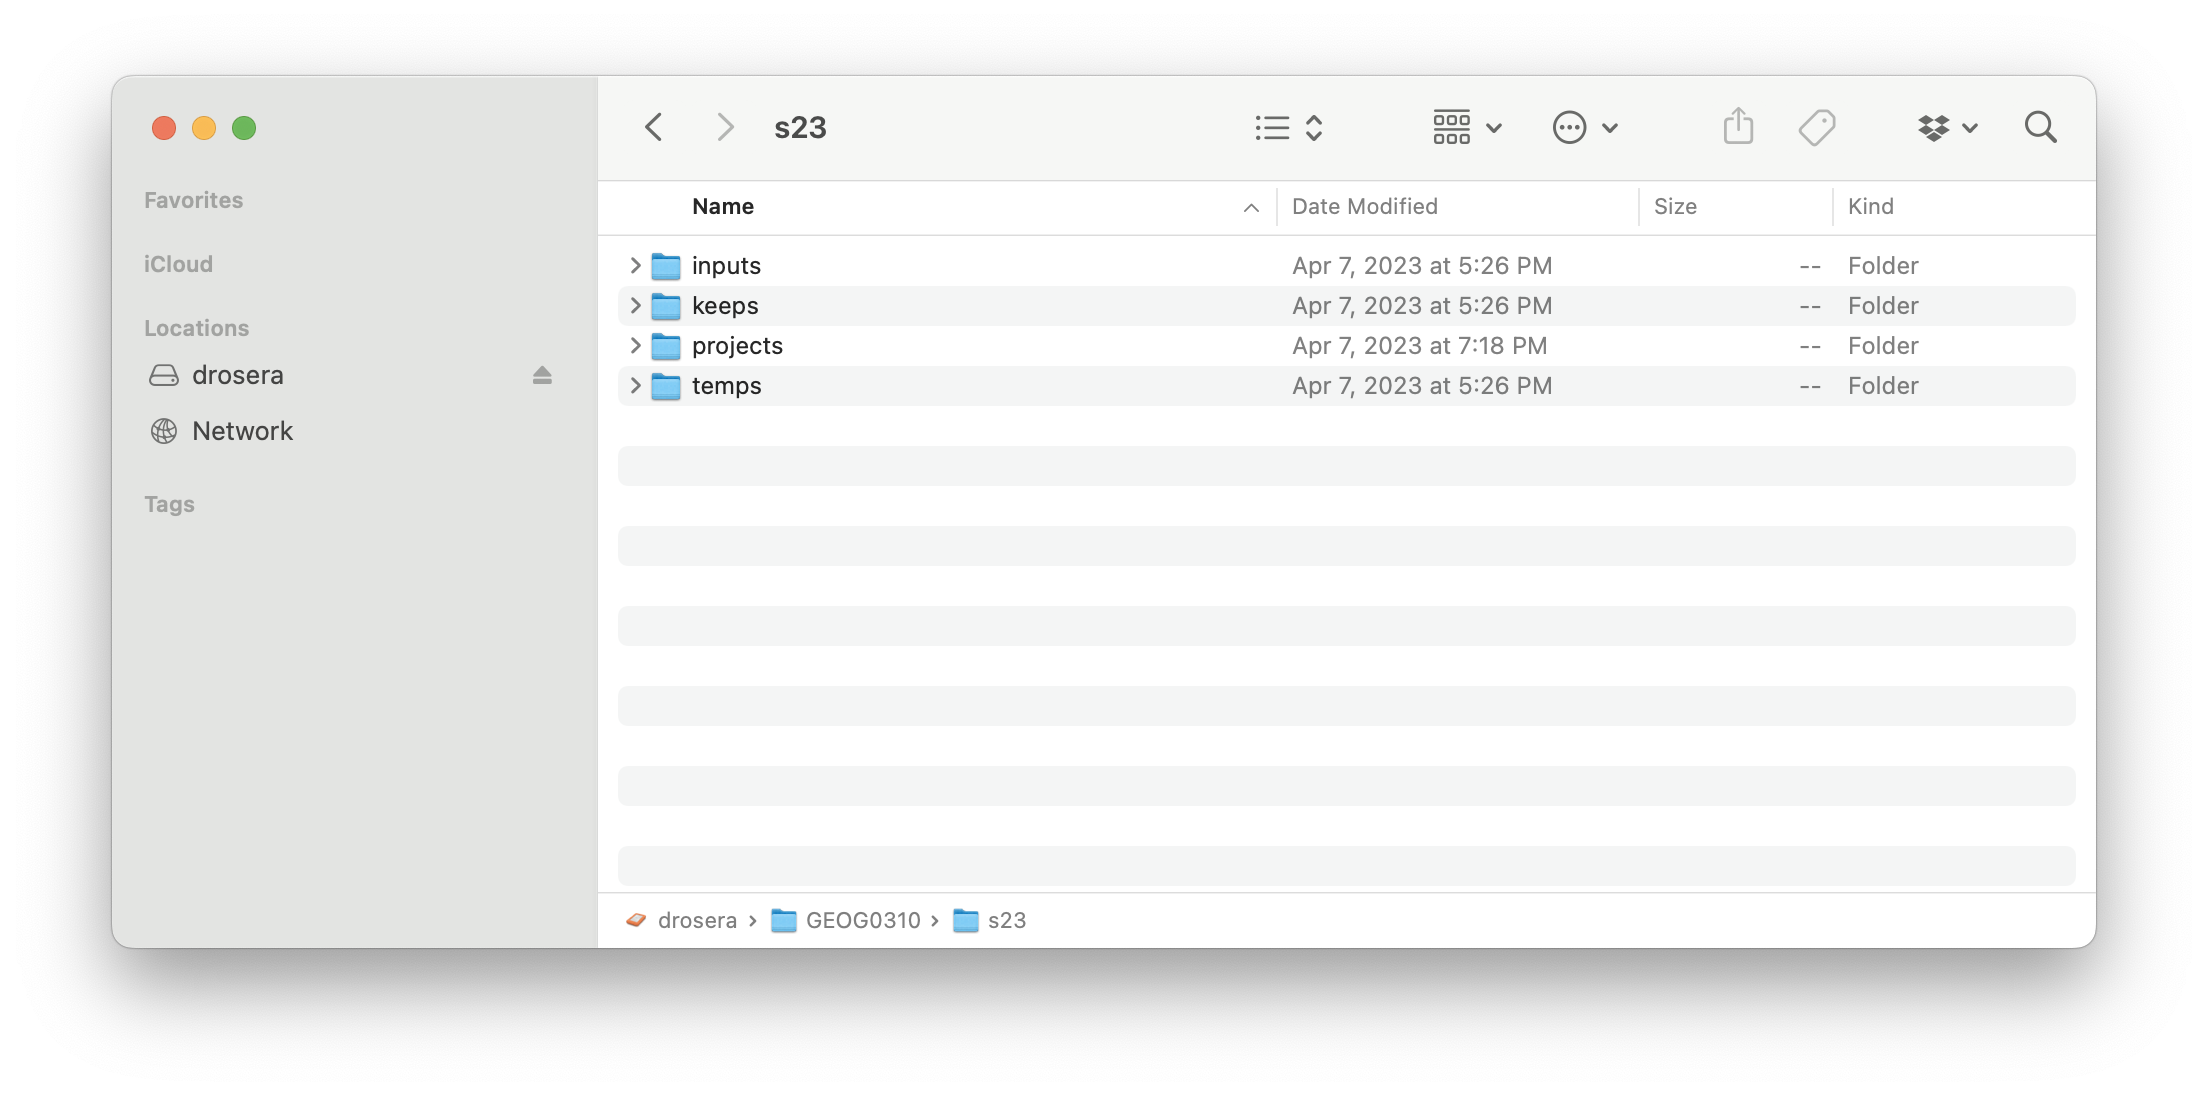 s23
Favorites
iCloud
Locations
drosera
Network
Tags
Name Date Modified Size Kind
inputs Apr 7, 2023 at 5:26 PM -- Folder
keeps Apr 7, 2023 at 5:26 PM -- Folder
projects Apr 7, 2023 at 7:18 PM -- Folder
temps Apr 7, 2023 at 5:26 PM -- Folder
drosera › GEOG0310 › s23